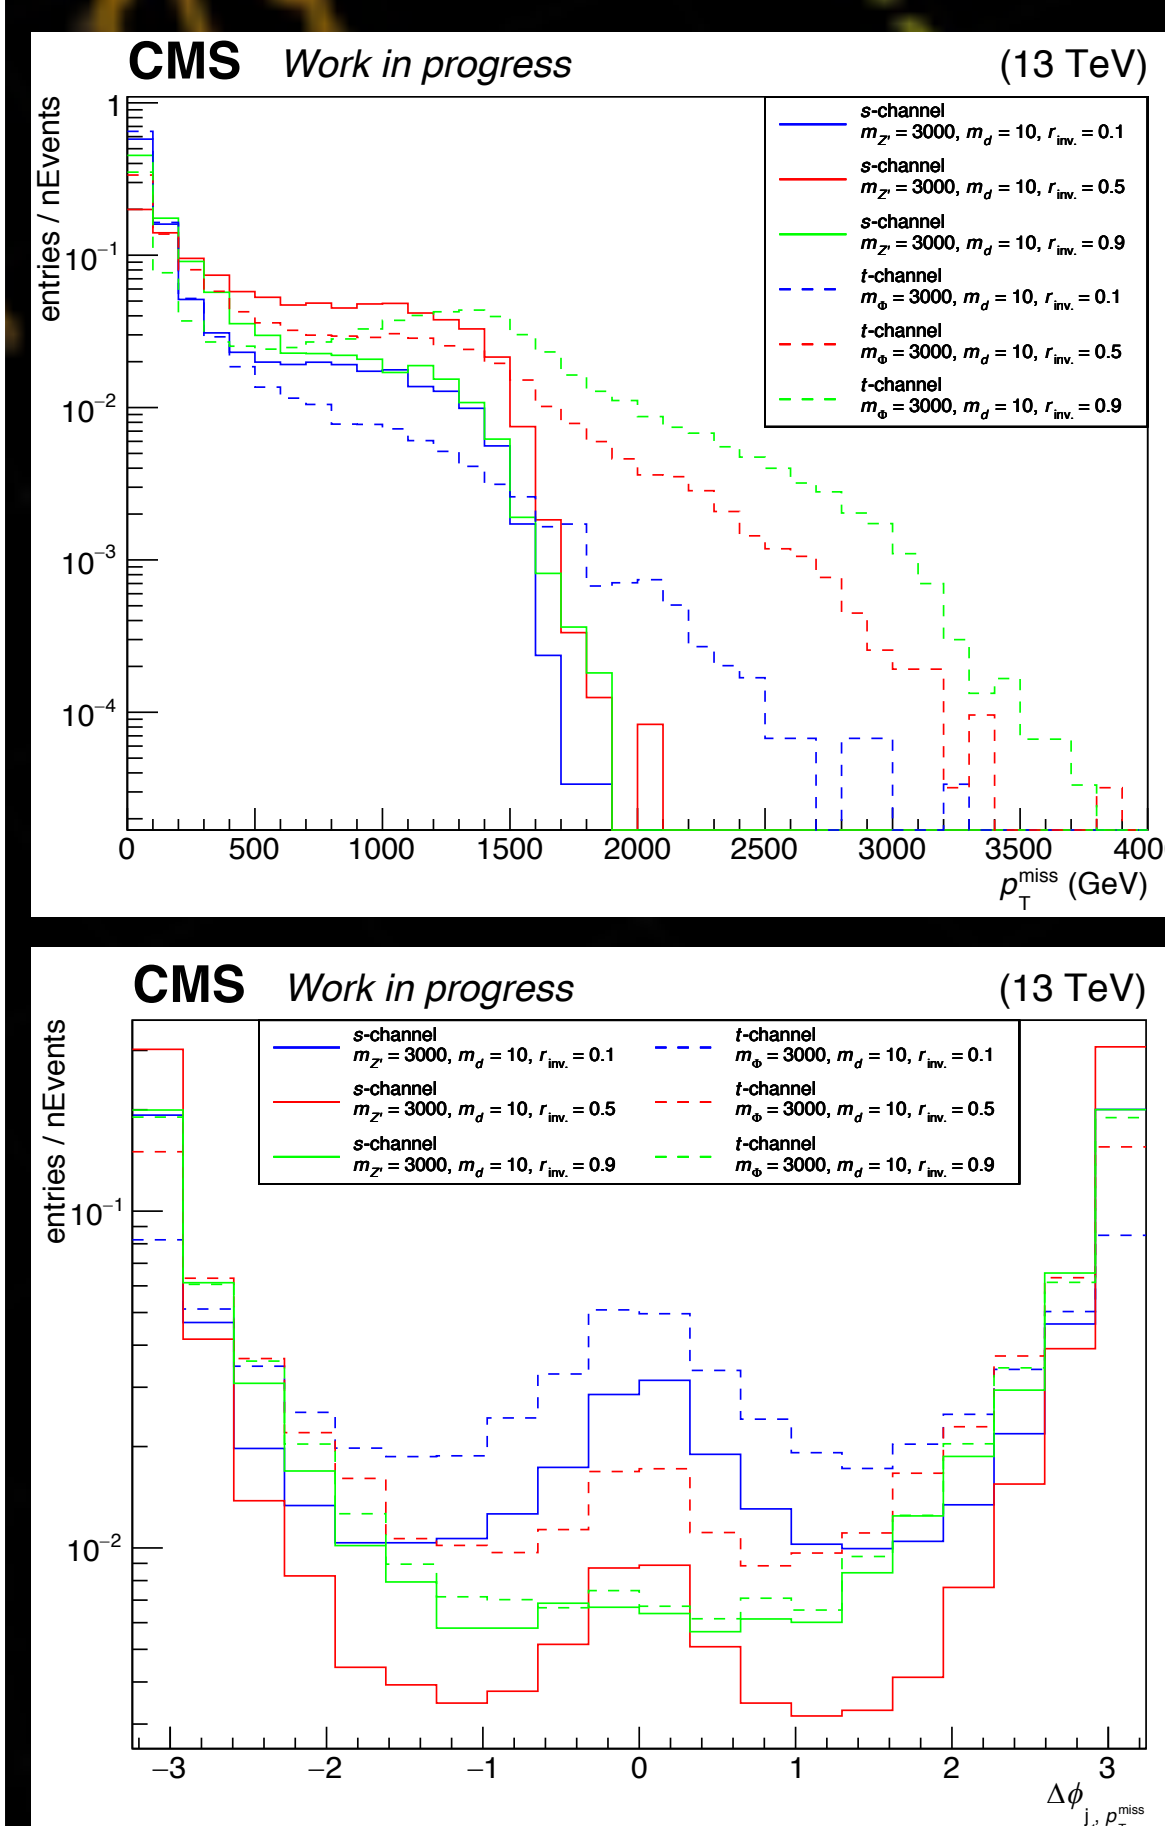 CMS Work in progress (13 TeV)
s-channel
m_Z' = 3000, m_d = 10, r_inv. = 0.1
s-channel
m_Z' = 3000, m_d = 10, r_inv. = 0.5
s-channel
m_Z' = 3000, m_d = 10, r_inv. = 0.9
t-channel
m_Φ = 3000, m_d = 10, r_inv. = 0.1
t-channel
m_Φ = 3000, m_d = 10, r_inv. = 0.5
t-channel
m_Φ = 3000, m_d = 10, r_inv. = 0.9
entries / nEvents
1
10⁻¹
10⁻²
10⁻³
10⁻⁴
0 500 1000 1500 2000 2500 3000 3500 400
p_T^miss (GeV)
CMS Work in progress (13 TeV)
s-channel t-channel
m_Z' = 3000, m_d = 10, r_inv. = 0.1 m_Φ = 3000, m_d = 10, r_inv. = 0.1
s-channel t-channel
m_Z' = 3000, m_d = 10, r_inv. = 0.5 m_Φ = 3000, m_d = 10, r_inv. = 0.5
s-channel t-channel
m_Z' = 3000, m_d = 10, r_inv. = 0.9 m_Φ = 3000, m_d = 10, r_inv. = 0.9
entries / nEvents
10⁻¹
10⁻²
−3 −2 −1 0 1 2 3
Δϕ_j, p_T^miss